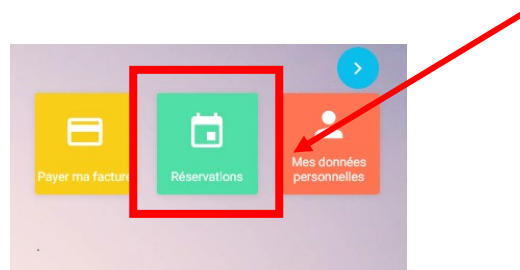 Payer ma facture
Réservations
Mes données
personnelles